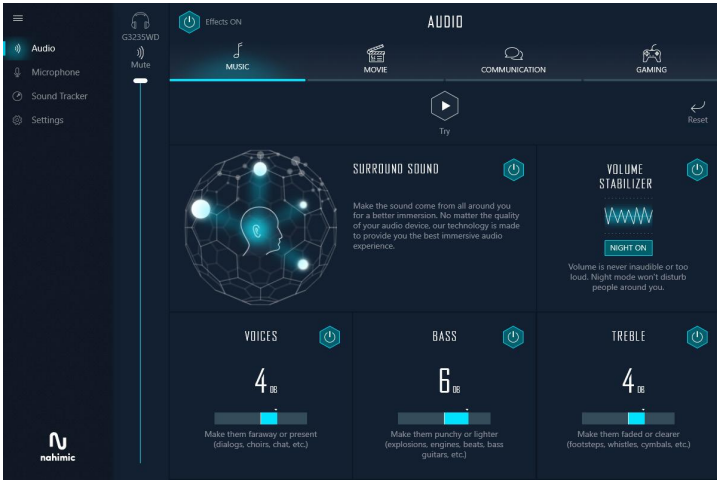 Effects ON
AUDIO
G323SWD
Mute
Audio
Microphone
Sound Tracker
Settings
MUSIC
MOVIE
COMMUNICATION
GAMING
Try
Reset
SURROUND SOUND
Make the sound come from all around you
for a better immersion. No matter the quality
of your audio device, our technology is made
to provide you the best immersive audio
experience.
VOLUME
STABILIZER
NIGHT ON
Volume is never inaudible or too
loud. Night mode won't disturb
people around you.
VOICES
4 DB
Make them faraway or present
(dialogs, choirs, chat, etc.)
BASS
6 DB
Make them punchy or lighter
(explosions, engines, beats, bass
guitars, etc.)
TREBLE
4 DB
Make them faded or clearer
(footsteps, whistles, cymbals, etc.)
nahimic